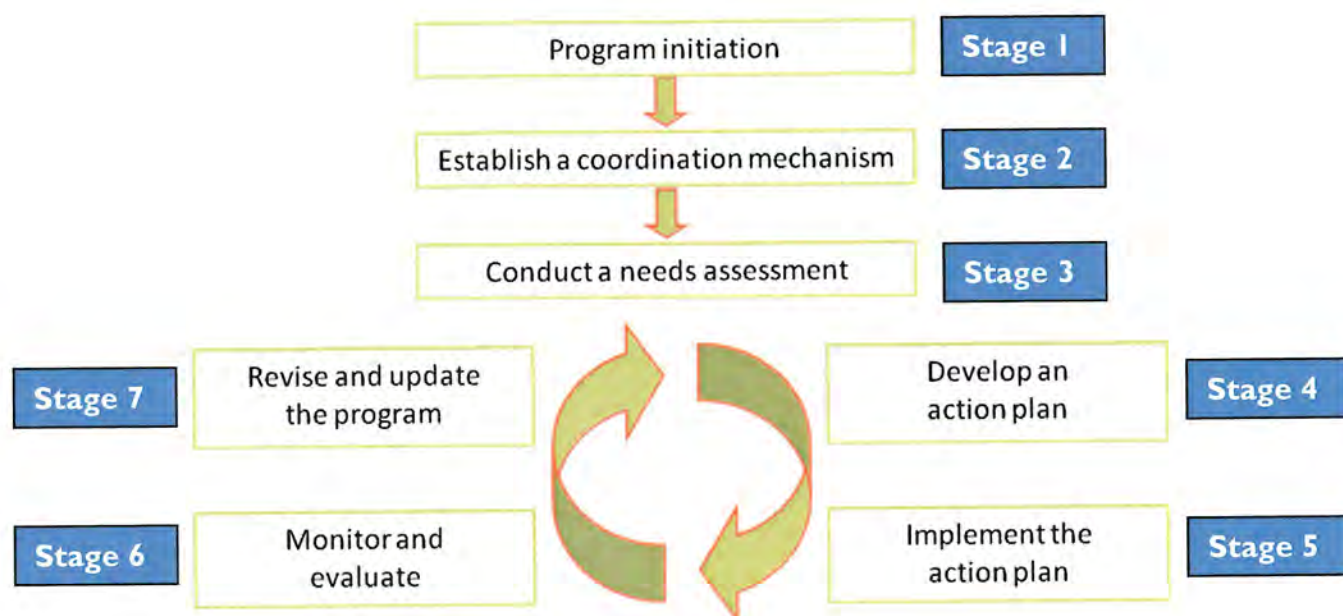 Program initiation
Stage 1
Establish a coordination mechanism
Stage 2
Conduct a needs assessment
Stage 3
Develop an
action plan
Stage 4
Implement the
action plan
Stage 5
Monitor and
evaluate
Stage 6
Revise and update
the program
Stage 7